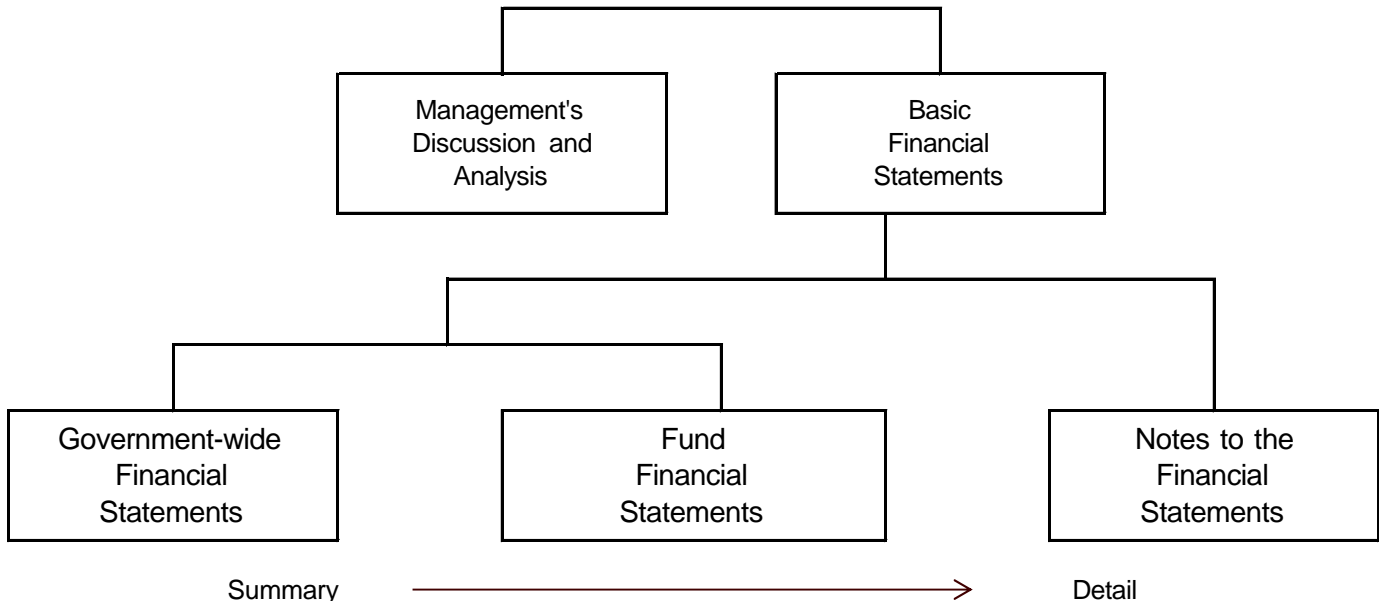 Management's
Discussion and
Analysis
Basic
Financial
Statements
Government-wide
Financial
Statements
Fund
Financial
Statements
Notes to the
Financial
Statements
Summary
Detail